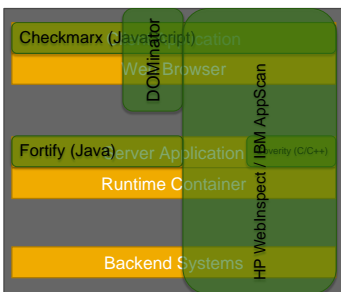 Checkmarx (JavaScript)
DOMinator
Web Browser
Fortify (Java)
Server Application
Coverity (C/C++)
Runtime Container
HP WebInspect / IBM AppScan
Backend Systems